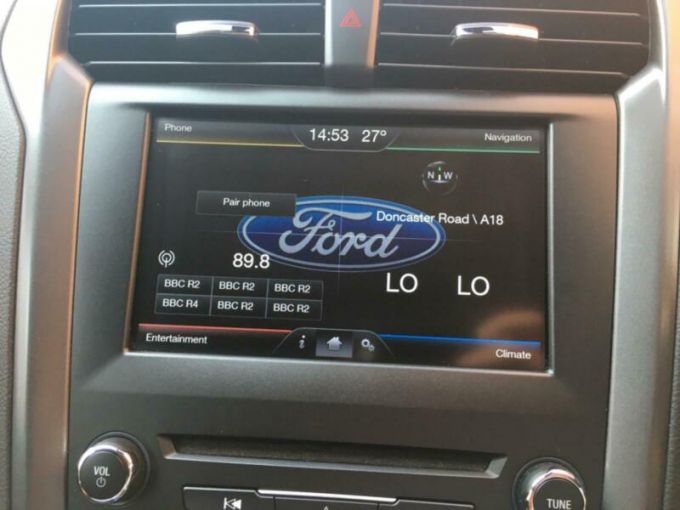 Phone
14:53 27°
Navigation
N W
Pair phone
Ford
Doncaster Road \ A18
89.8
LO LO
BBC R2 BBC R2 BBC R2
BBC R4 BBC R2 BBC R2
Entertainment
i
Climate
VOL
TUNE